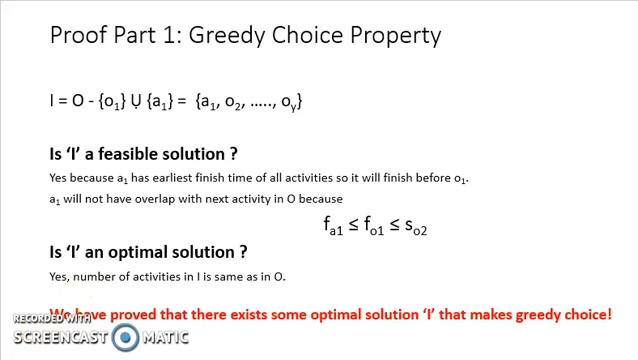 Proof Part 1: Greedy Choice Property
I = O - {o1} Ụ {a1} = {a1, o2, ….., oy}
Is ‘I’ a feasible solution ?
Yes because a1 has earliest finish time of all activities so it will finish before o1.
a1 will not have overlap with next activity in O because
fa1 ≤ fo1 ≤ so2
Is ‘I’ an optimal solution ?
Yes, number of activities in I is same as in O.
We have proved that there exists some optimal solution ‘I’ that makes greedy choice!
RECORDED WITH
SCREENCAST MATIC